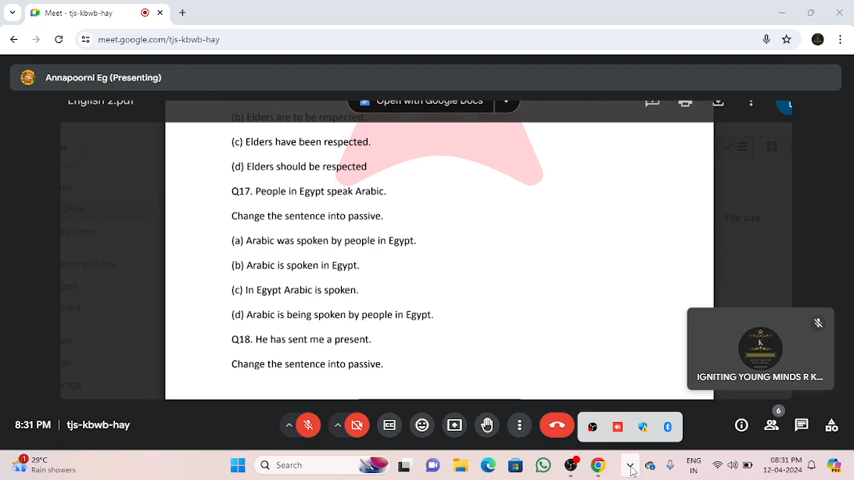 Meet - tjs-kbwb-hay
meet.google.com/tjs-kbwb-hay
Annapoorni Eg (Presenting)
English 2.pdf
Open with Google Docs
(b) Elders are to be respected.
(c) Elders have been respected.
(d) Elders should be respected
Q17. People in Egypt speak Arabic.
Change the sentence into passive.
(a) Arabic was spoken by people in Egypt.
(b) Arabic is spoken in Egypt.
(c) In Egypt Arabic is spoken.
(d) Arabic is being spoken by people in Egypt.
Q18. He has sent me a present.
Change the sentence into passive.
Drive
File size
K
IGNITING YOUNG MINDS R K...
8:31 PM | tjs-kbwb-hay
6
1
29°C
Rain showers
Search
ENG
IN
08:31 PM
12-04-2024